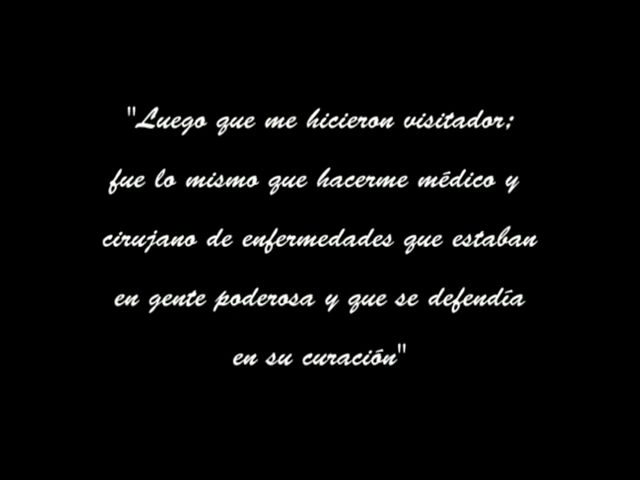 "Luego que me hicieron visitador;
fue lo mismo que hacerme médico y
cirujano de enfermedades que estaban
en gente poderosa y que se defendía
en su curación"